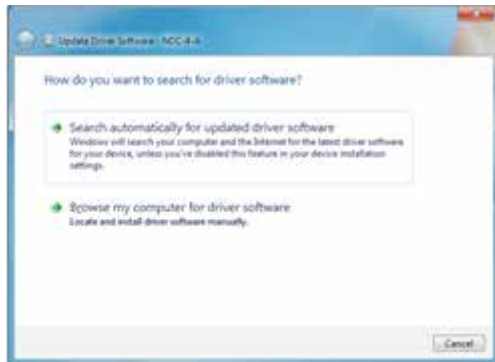 Update Driver Software - NDC-4-A
How do you want to search for driver software?
Search automatically for updated driver software
Windows will search your computer and the Internet for the latest driver software
for your device, unless you've disabled this feature in your device installation
settings.
Browse my computer for driver software
Locate and install driver software manually.
Cancel